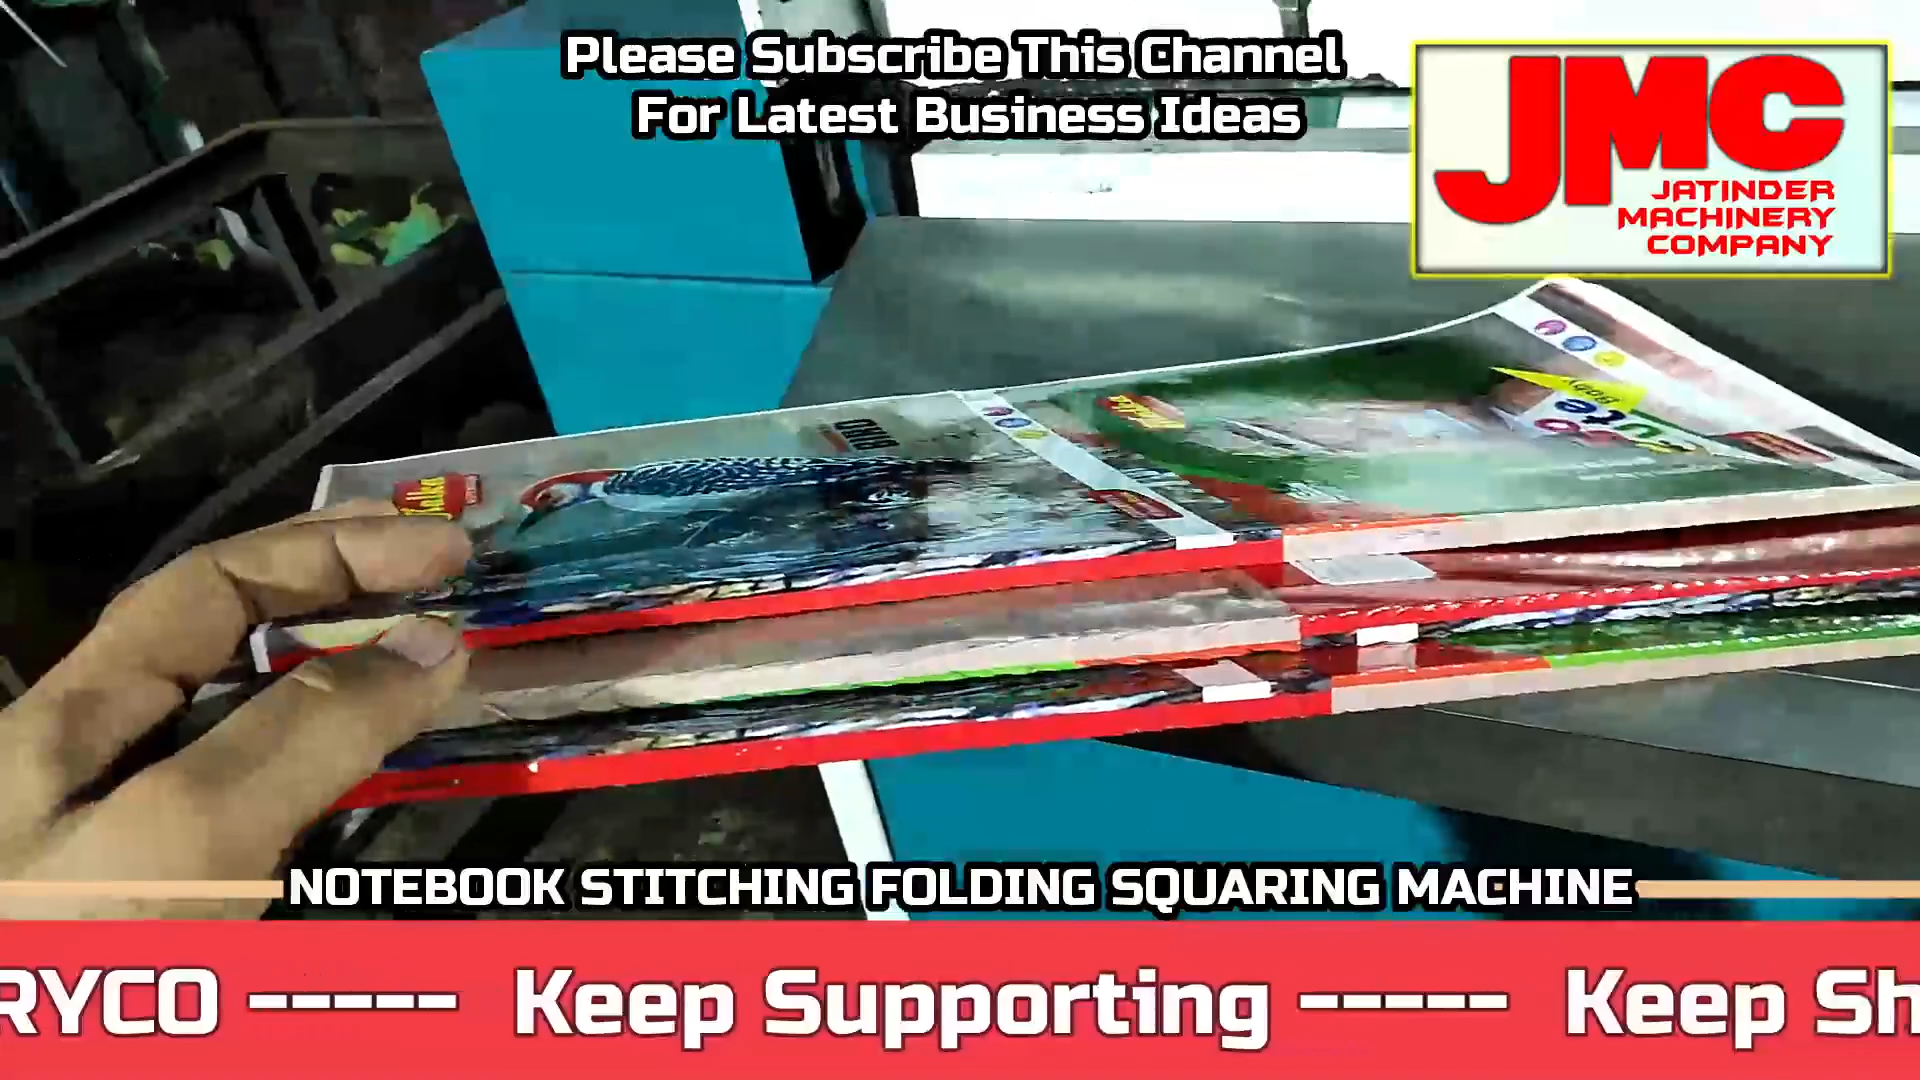 Please Subscribe This Channel
For Latest Business Ideas
JMC
JATINDER
MACHINERY
COMPANY
BIRD
NOTEBOOK STITCHING FOLDING SQUARING MACHINE
RYCO ----- Keep Supporting ----- Keep Sh